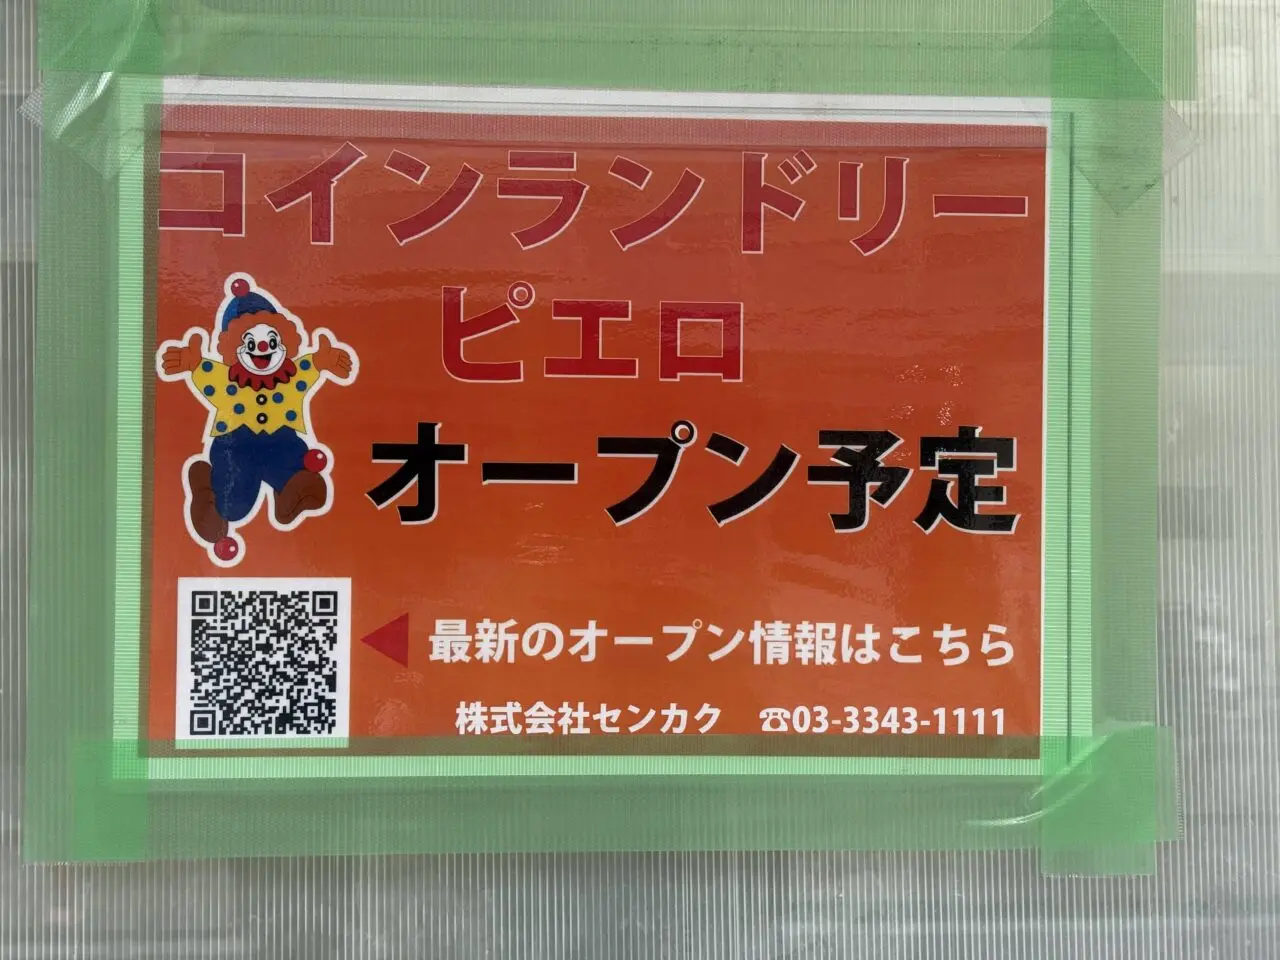 コインランドリー
ピエロ
オープン予定
最新のオープン情報はこちら
株式会社センカク ☎03-3343-1111